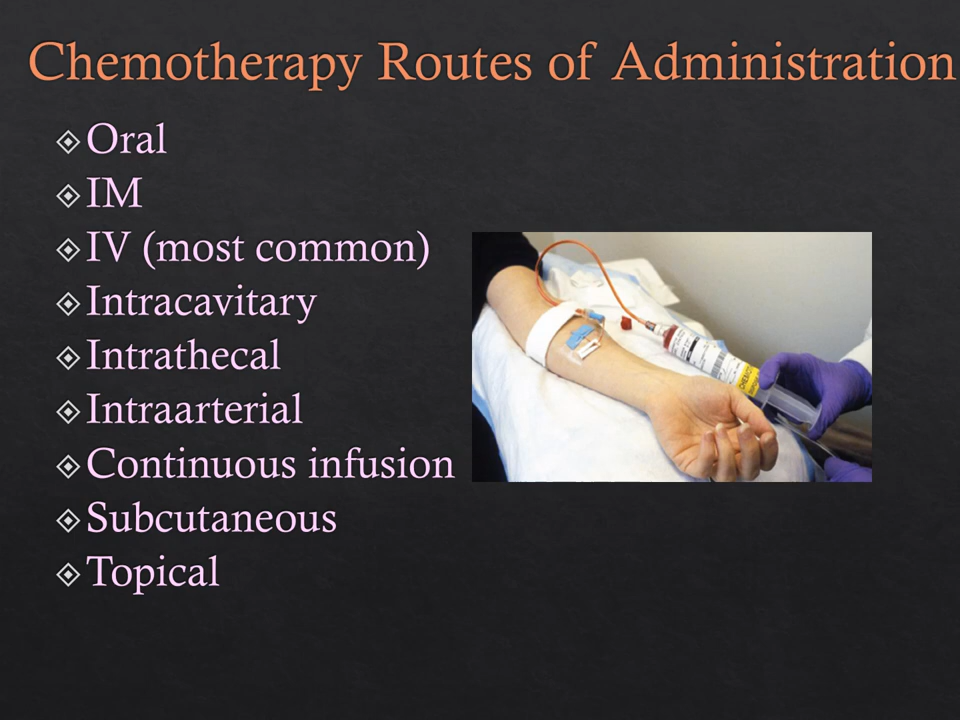 Chemotherapy Routes of Administration
Oral
IM
IV (most common)
Intracavitary
Intrathecal
Intraarterial
Continuous infusion
Subcutaneous
Topical